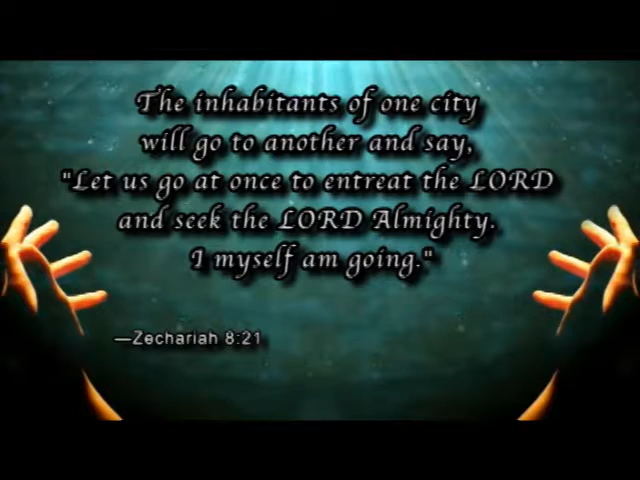 The inhabitants of one city
will go to another and say,
"Let us go at once to entreat the LORD
and seek the LORD Almighty.
I myself am going."
—Zechariah 8:21